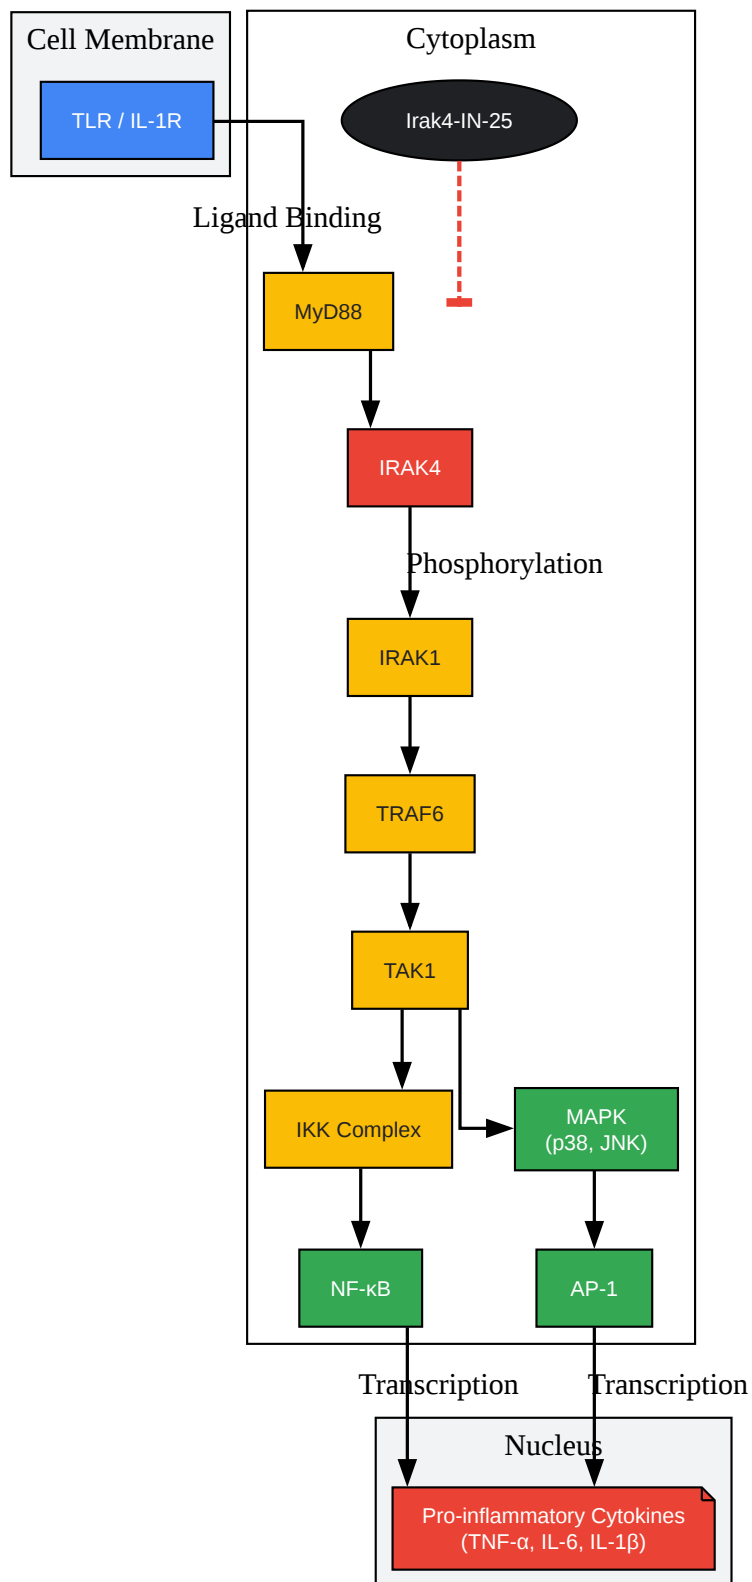 Cell Membrane
Cytoplasm
TLR / IL-1R
Irak4-IN-25
Ligand Binding
MyD88
IRAK4
Phosphorylation
IRAK1
TRAF6
TAK1
IKK Complex
MAPK
(p38, JNK)
NF-κB
AP-1
Transcription
Transcription
Nucleus
Pro-inflammatory Cytokines
(TNF-α, IL-6, IL-1β)